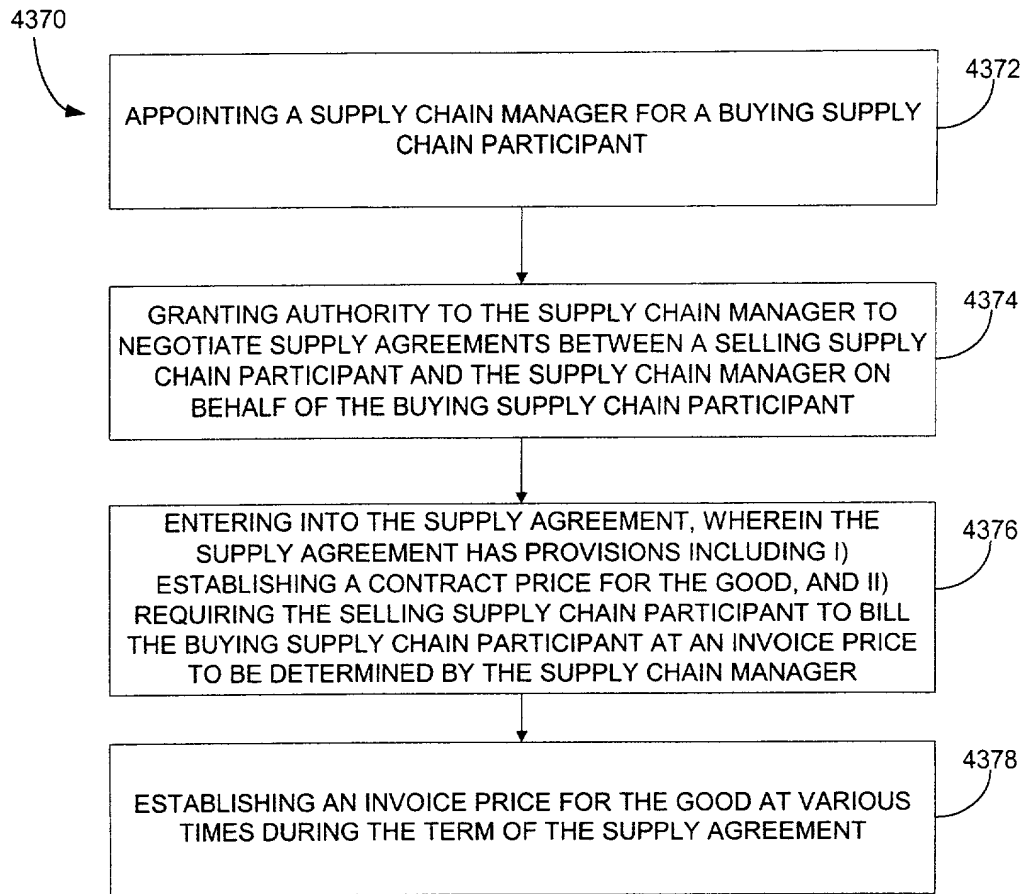 4370
4372
APPOINTING A SUPPLY CHAIN MANAGER FOR A BUYING SUPPLY
CHAIN PARTICIPANT
4374
GRANTING AUTHORITY TO THE SUPPLY CHAIN MANAGER TO
NEGOTIATE SUPPLY AGREEMENTS BETWEEN A SELLING SUPPLY
CHAIN PARTICIPANT AND THE SUPPLY CHAIN MANAGER ON
BEHALF OF THE BUYING SUPPLY CHAIN PARTICIPANT
4376
ENTERING INTO THE SUPPLY AGREEMENT, WHEREIN THE
SUPPLY AGREEMENT HAS PROVISIONS INCLUDING I)
ESTABLISHING A CONTRACT PRICE FOR THE GOOD, AND II)
REQUIRING THE SELLING SUPPLY CHAIN PARTICIPANT TO BILL
THE BUYING SUPPLY CHAIN PARTICIPANT AT AN INVOICE PRICE
TO BE DETERMINED BY THE SUPPLY CHAIN MANAGER
4378
ESTABLISHING AN INVOICE PRICE FOR THE GOOD AT VARIOUS
TIMES DURING THE TERM OF THE SUPPLY AGREEMENT